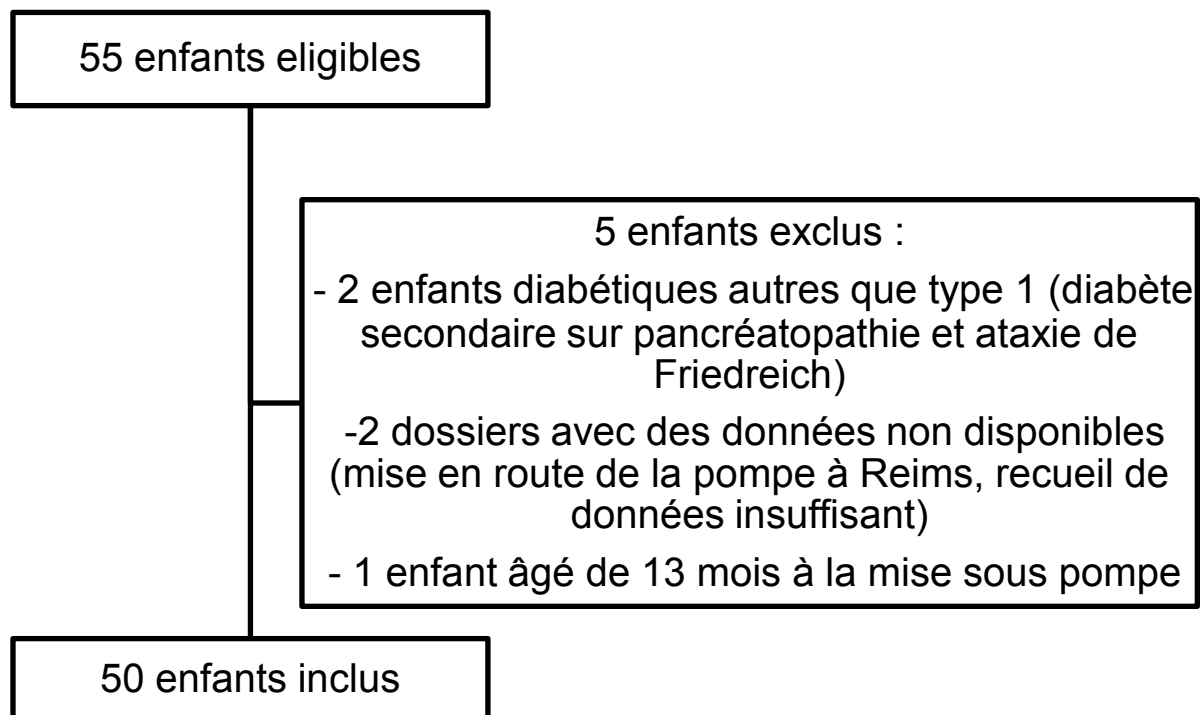 55 enfants eligibles
5 enfants exclus :
- 2 enfants diabétiques autres que type 1 (diabète
secondaire sur pancréatopathie et ataxie de
Friedreich)
-2 dossiers avec des données non disponibles
(mise en route de la pompe à Reims, recueil de
données insuffisant)
- 1 enfant âgé de 13 mois à la mise sous pompe
50 enfants inclus